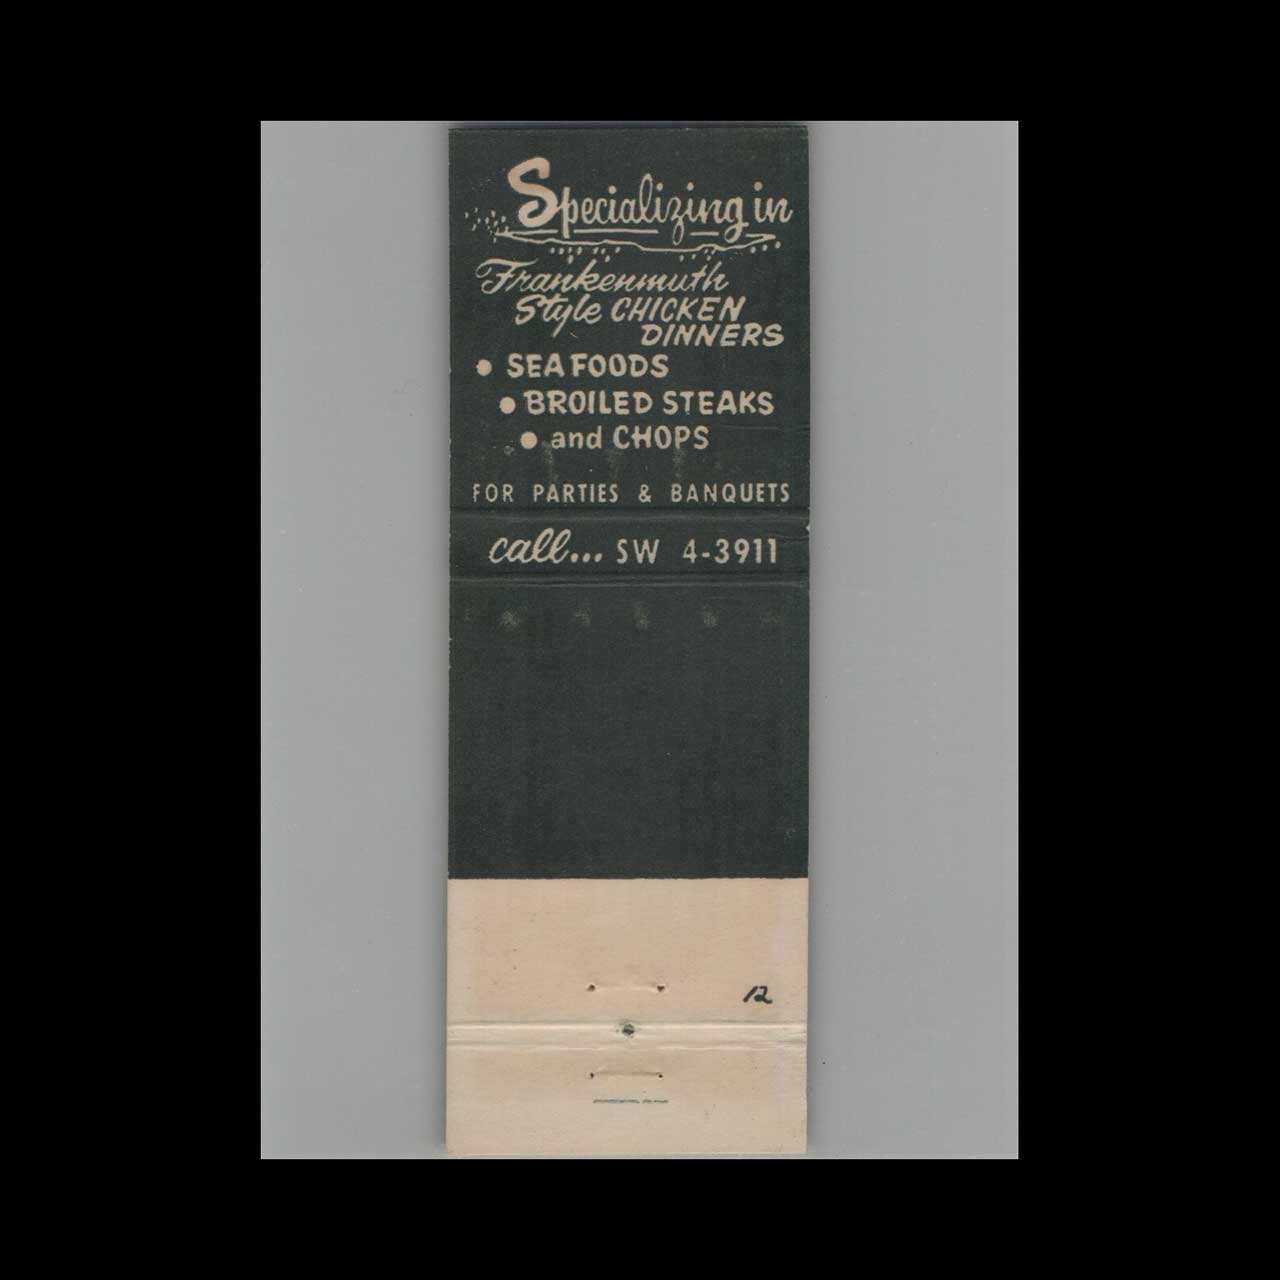 Specializing in
Frankenmuth
Style CHICKEN
DINNERS
• SEA FOODS
• BROILED STEAKS
• and CHOPS
FOR PARTIES & BANQUETS
call... SW 4-3911
12